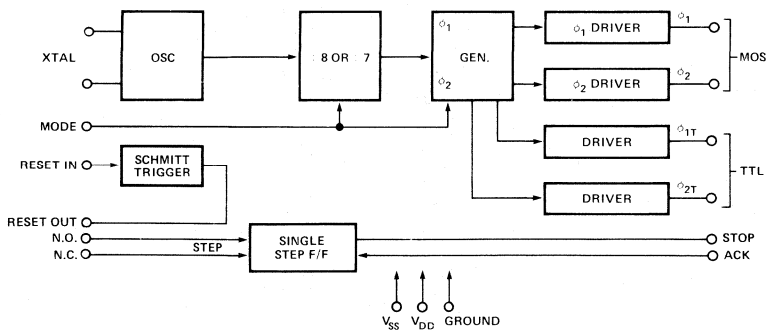 XTAL
OSC
8 OR 7
GEN.
ϕ1
ϕ2
ϕ1 DRIVER
ϕ1
ϕ2 DRIVER
ϕ2
MOS
MODE
DRIVER
ϕ1T
DRIVER
ϕ2T
TTL
RESET IN
SCHMITT
TRIGGER
RESET OUT
N.O.
N.C.
STEP
SINGLE
STEP F/F
STOP
ACK
VSS
VDD
GROUND